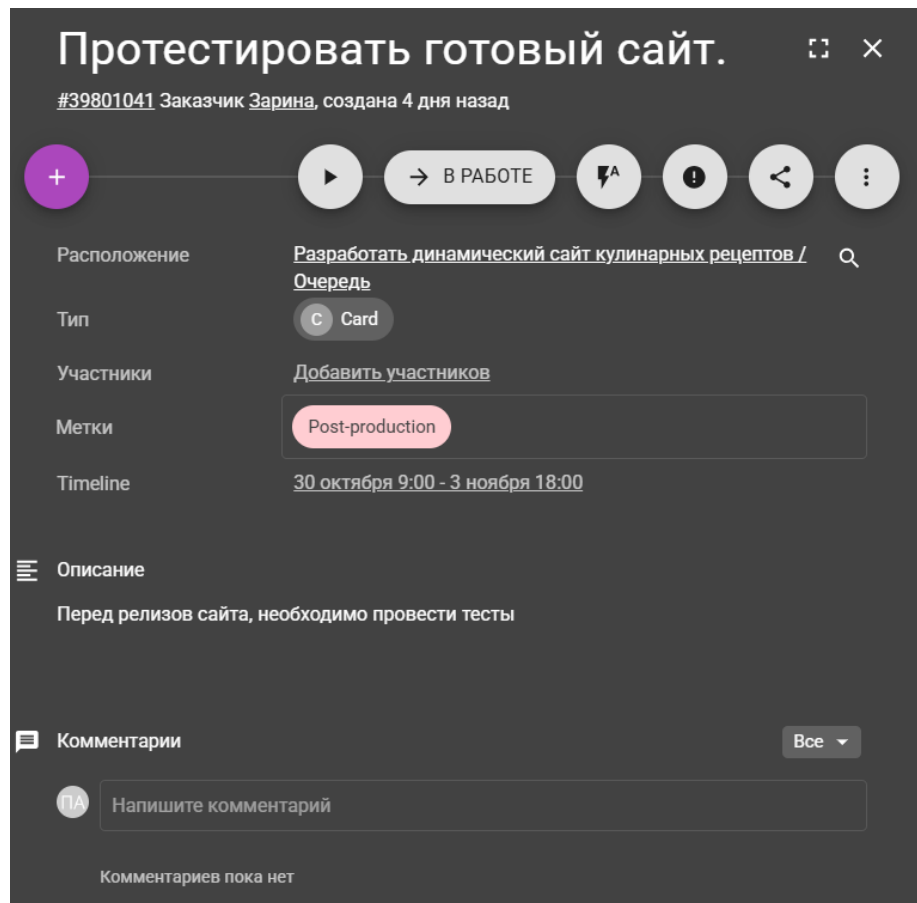 Протестировать готовый сайт.
#39801041 Заказчик Зарина, создана 4 дня назад
В РАБОТЕ
A
Расположение
Разработать динамический сайт кулинарных рецептов /
Очередь
Тип
C Card
Участники
Добавить участников
Метки
Post-production
Timeline
30 октября 9:00 - 3 ноября 18:00
Описание
Перед релизов сайта, необходимо провести тесты
Комментарии
Все
ПА
Напишите комментарий
Комментариев пока нет